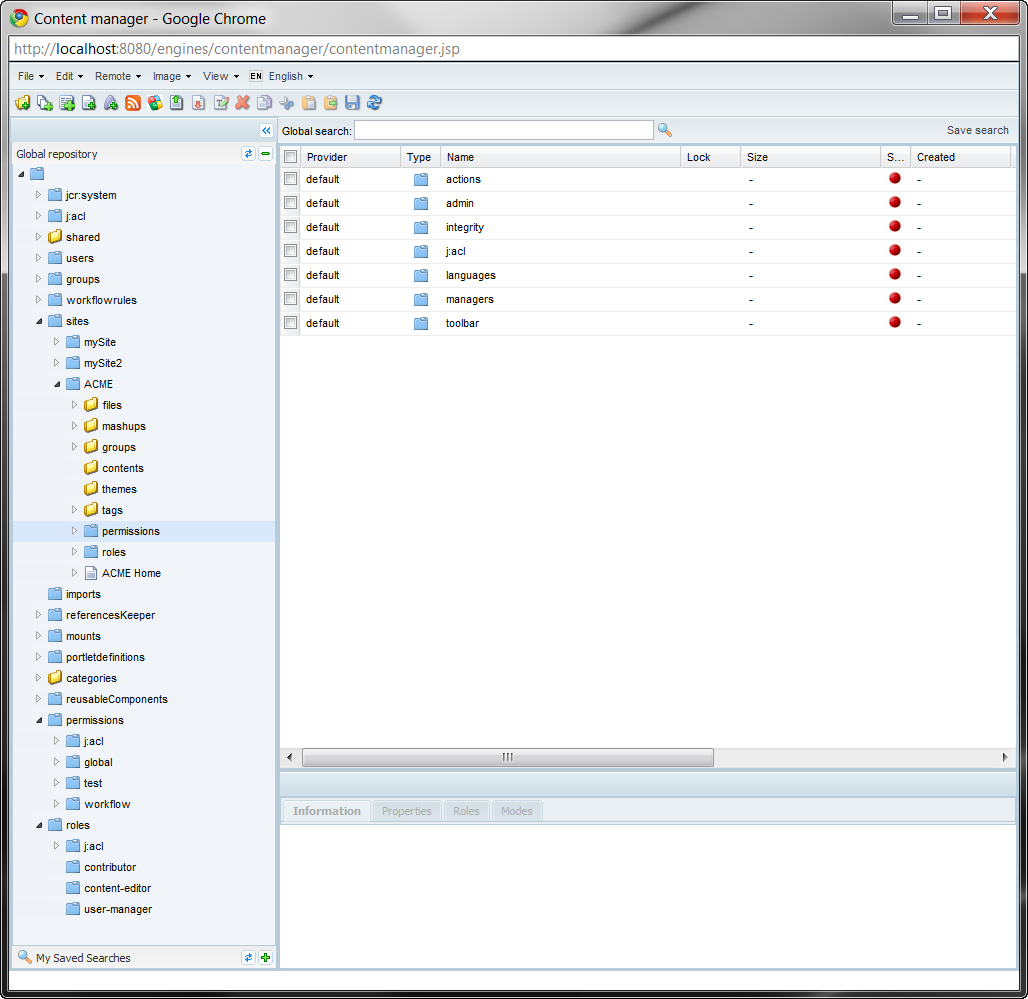 Content manager - Google Chrome
http://localhost:8080/engines/contentmanager/contentmanager.jsp
File Edit Remote Image View EN English
Global search: Save search
Global repository
jcr:system
j:acl
shared
users
groups
workflowrules
sites
mySite
mySite2
ACME
files
mashups
groups
contents
themes
tags
permissions
roles
ACME Home
imports
referencesKeeper
mounts
portletdefinitions
categories
reusableComponents
permissions
j:acl
global
test
workflow
roles
j:acl
contributor
content-editor
user-manager
My Saved Searches
Provider Type Name Lock Size S... Created
default actions - -
default admin - -
default integrity - -
default j:acl - -
default languages - -
default managers - -
default toolbar - -
Information Properties Roles Modes